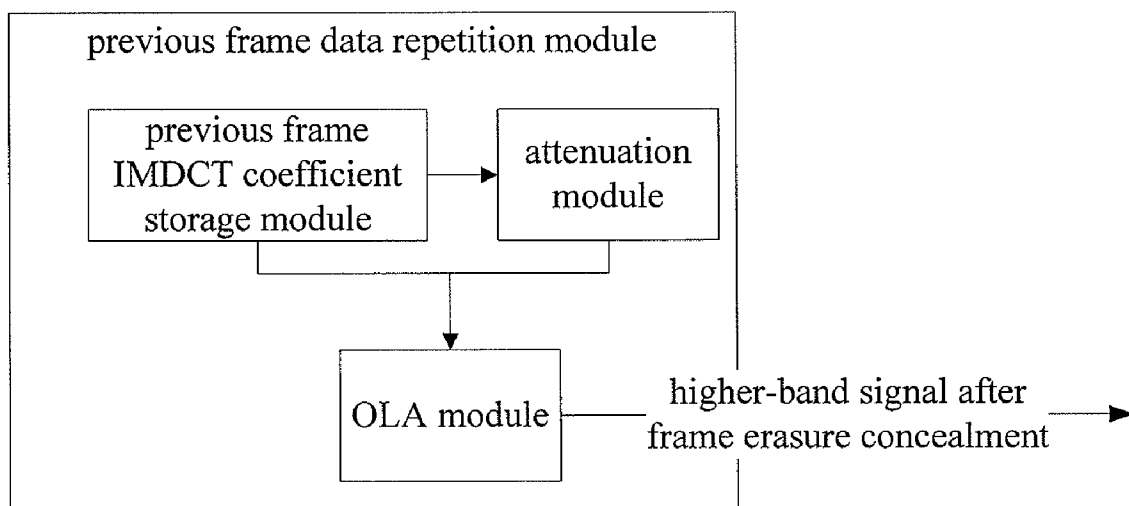 previous frame data repetition module
previous frame
IMDCT coefficient
storage module
attenuation
module
OLA module
higher-band signal after
frame erasure concealment